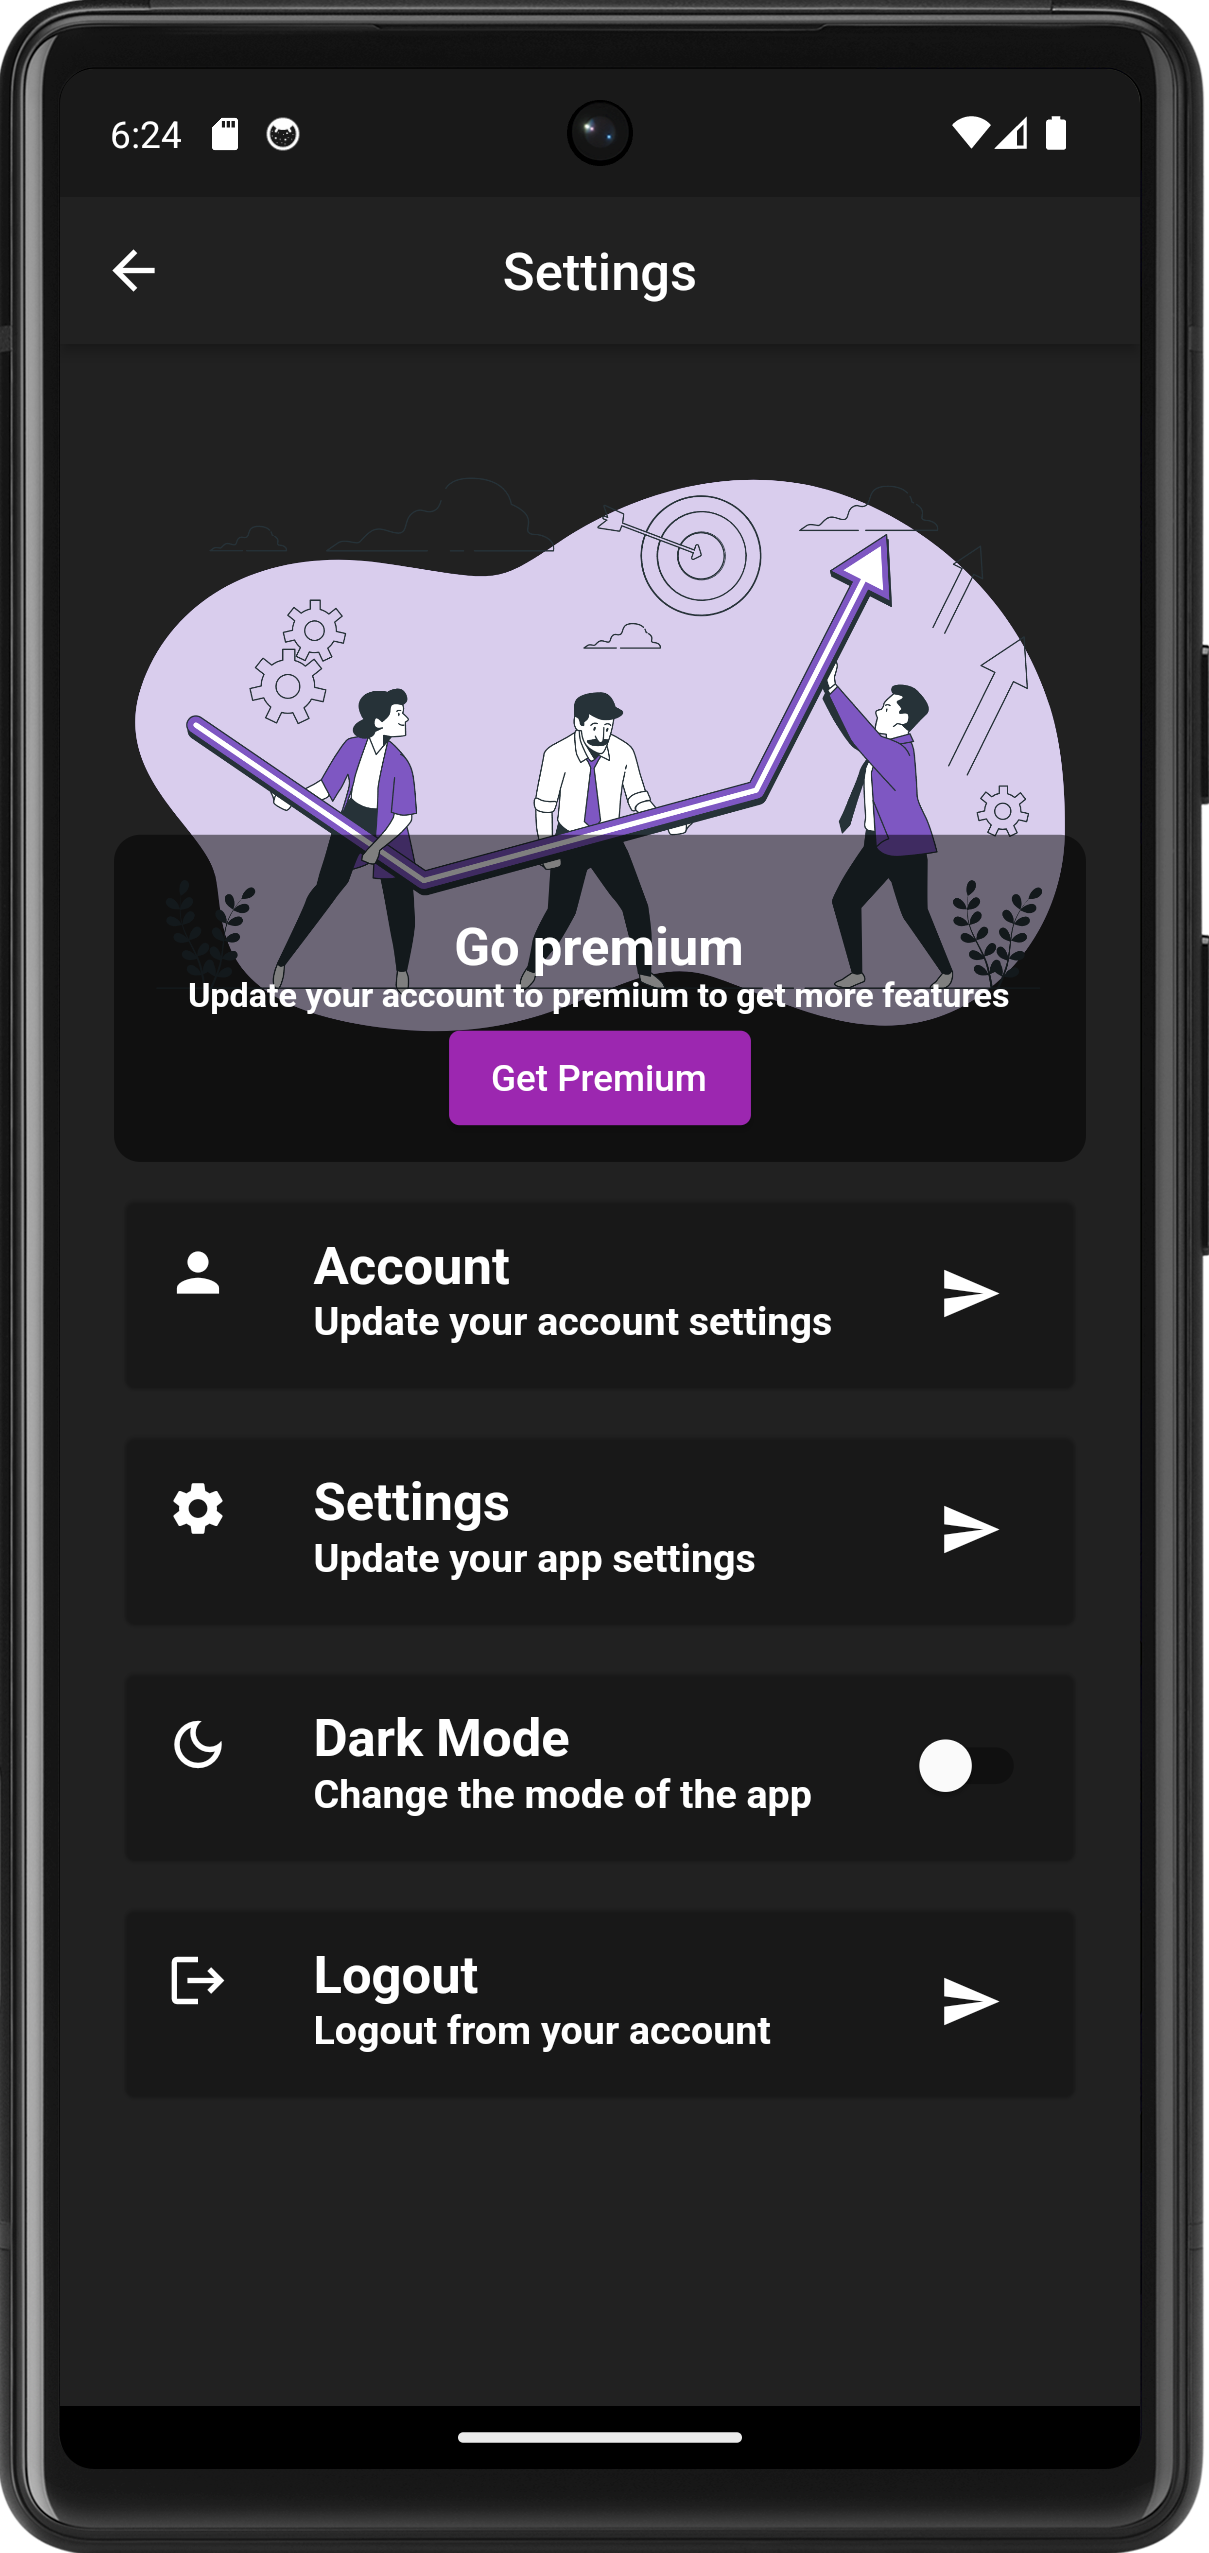 6:24
Settings
Go premium
Update your account to premium to get more features
Get Premium
Account
Update your account settings
Settings
Update your app settings
Dark Mode
Change the mode of the app
Logout
Logout from your account